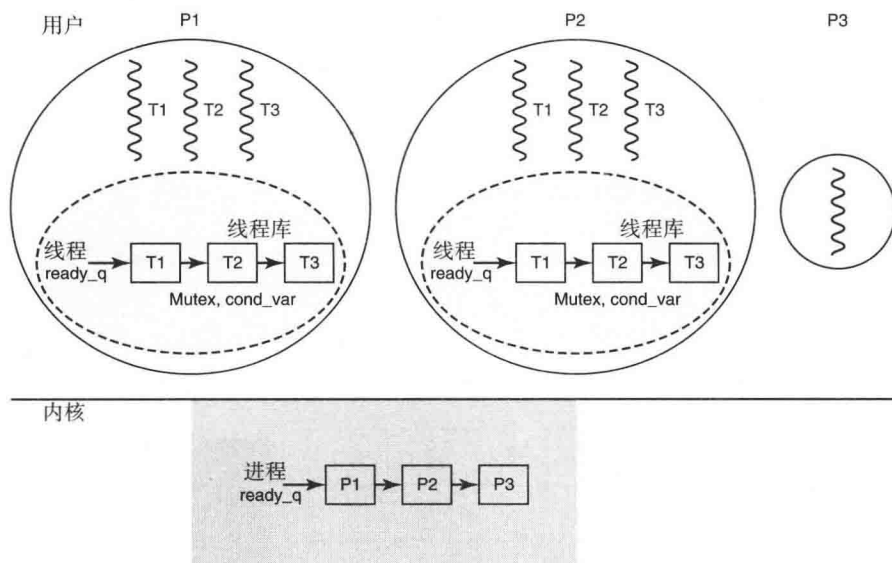 用户
P1
P2
P3
T1 T2 T3
T1 T2 T3
线程库
线程
ready_q
T1 T2 T3
Mutex, cond_var
线程库
线程
ready_q
T1 T2 T3
Mutex, cond_var
内核
进程
ready_q
P1 P2 P3